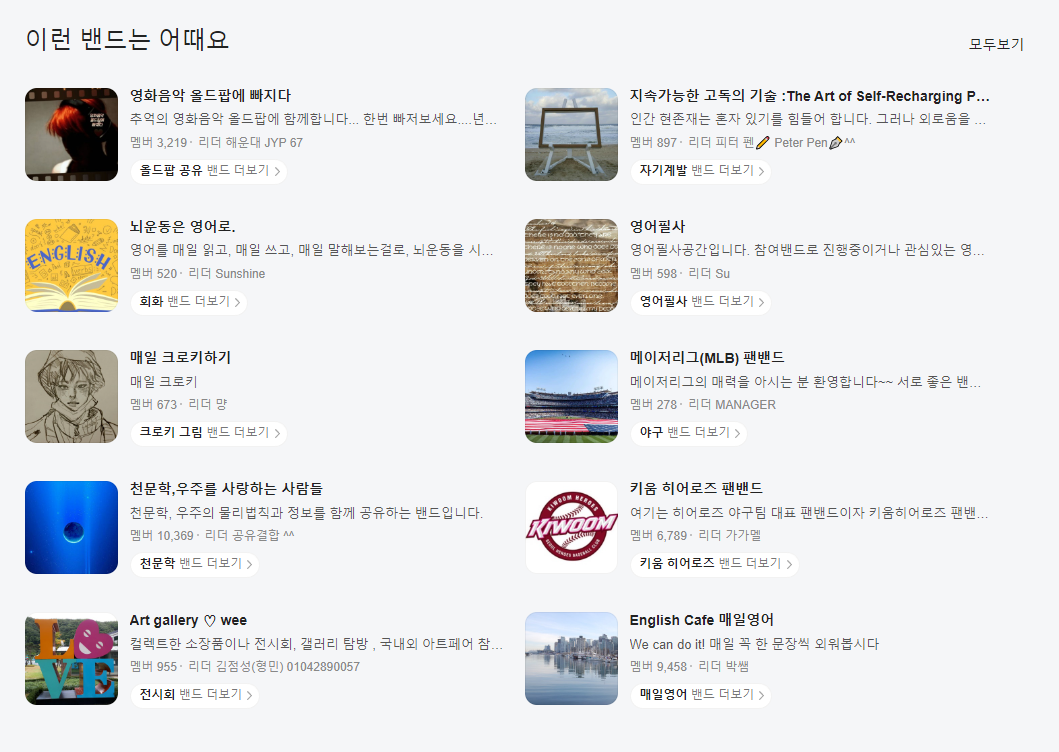 이런 밴드는 어때요
모두보기
영화음악 올드팝에 빠지다
추억의 영화음악 올드팝에 함께합니다... 한번 빠저보세요....년...
멤버 3,219 · 리더 해운대 JYP 67
올드팝 공유 밴드 더보기 >
지속가능한 고독의 기술 :The Art of Self-Recharging P...
인간 현존재는 혼자 있기를 힘들어 합니다. 그러나 외로움을 ...
멤버 897 · 리더 피터 펜✏️ Peter Pen🖋^^
자기계발 밴드 더보기 >
뇌운동은 영어로.
영어를 매일 읽고, 매일 쓰고, 매일 말해보는걸로, 뇌운동을 시...
멤버 520 · 리더 Sunshine
회화 밴드 더보기 >
ENGLISH
영어필사
영어필사공간입니다. 참여밴드로 진행중이거나 관심있는 영...
멤버 598 · 리더 Su
영어필사 밴드 더보기 >
매일 크로키하기
매일 크로키
멤버 673 · 리더 먕
크로키 그림 밴드 더보기 >
메이저리그(MLB) 팬밴드
메이저리그의 매력을 아시는 분 환영합니다~~ 서로 좋은 밴...
멤버 278 · 리더 MANAGER
야구 밴드 더보기 >
천문학,우주를 사랑하는 사람들
천문학, 우주의 물리법칙과 정보를 함께 공유하는 밴드입니다.
멤버 10,369 · 리더 공유결합 ^^
천문학 밴드 더보기 >
KIWOOM HEROES
KIWOOM
SEOUL HEROES BASEBALL CLUB
키움 히어로즈 팬밴드
여기는 히어로즈 야구팀 대표 팬밴드이자 키움히어로즈 팬밴...
멤버 6,789 · 리더 가가멜
키움 히어로즈 밴드 더보기 >
LOVE
Art gallery ♡ wee
컬렉트한 소장품이나 전시회, 갤러리 탐방 , 국내외 아트페어 참...
멤버 955 · 리더 김점성(형민) 01042890057
전시회 밴드 더보기 >
English Cafe 매일영어
We can do it! 매일 꼭 한 문장씩 외워봅시다
멤버 9,458 · 리더 박쌤
매일영어 밴드 더보기 >